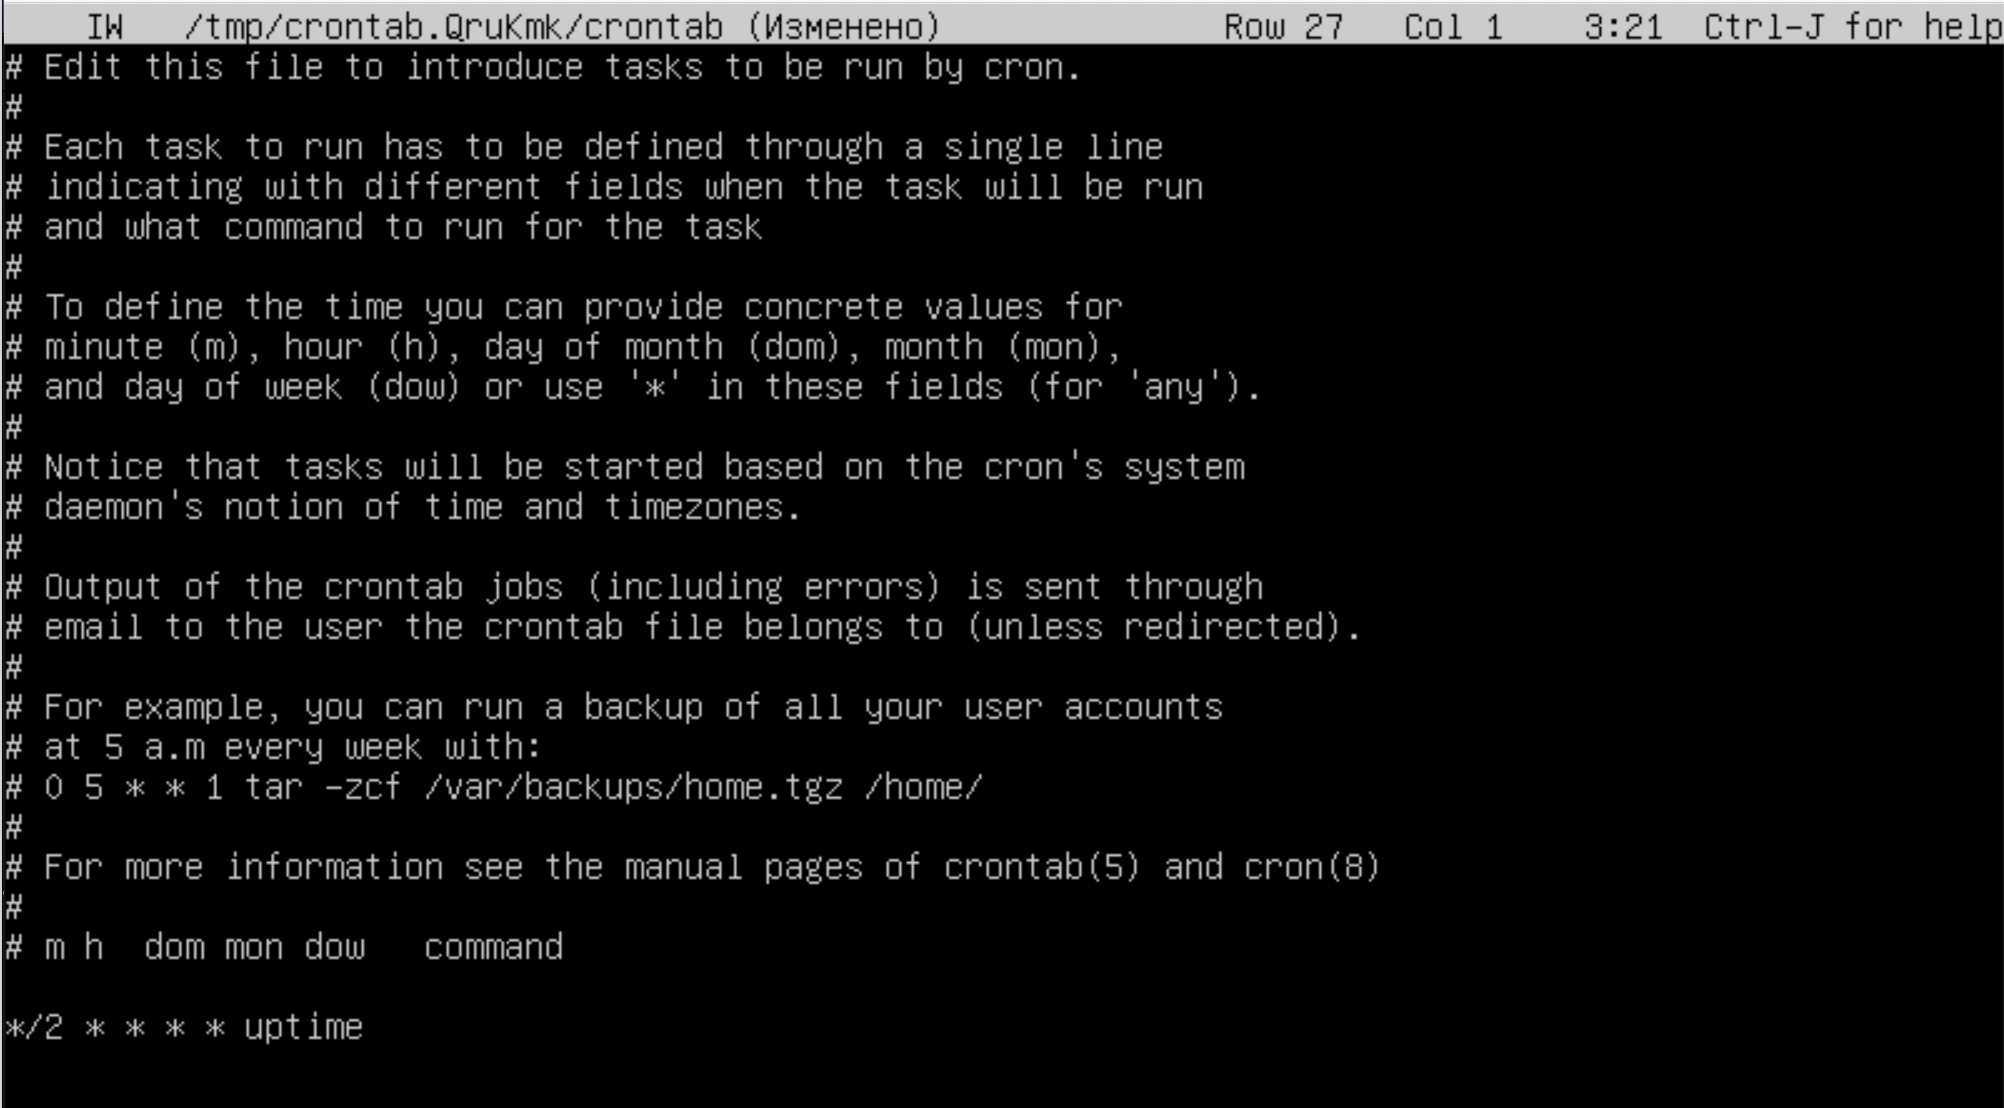 IW /tmp/crontab.QruKmk/crontab (Изменено) Row 27 Col 1 3:21 Ctrl-J for help
# Edit this file to introduce tasks to be run by cron.
#
# Each task to run has to be defined through a single line
# indicating with different fields when the task will be run
# and what command to run for the task
#
# To define the time you can provide concrete values for
# minute (m), hour (h), day of month (dom), month (mon),
# and day of week (dow) or use '*' in these fields (for 'any').
#
# Notice that tasks will be started based on the cron's system
# daemon's notion of time and timezones.
#
# Output of the crontab jobs (including errors) is sent through
# email to the user the crontab file belongs to (unless redirected).
#
# For example, you can run a backup of all your user accounts
# at 5 a.m every week with:
# 0 5 * * 1 tar -zcf /var/backups/home.tgz /home/
#
# For more information see the manual pages of crontab(5) and cron(8)
#
# m h  dom mon dow   command

*/2 * * * * uptime